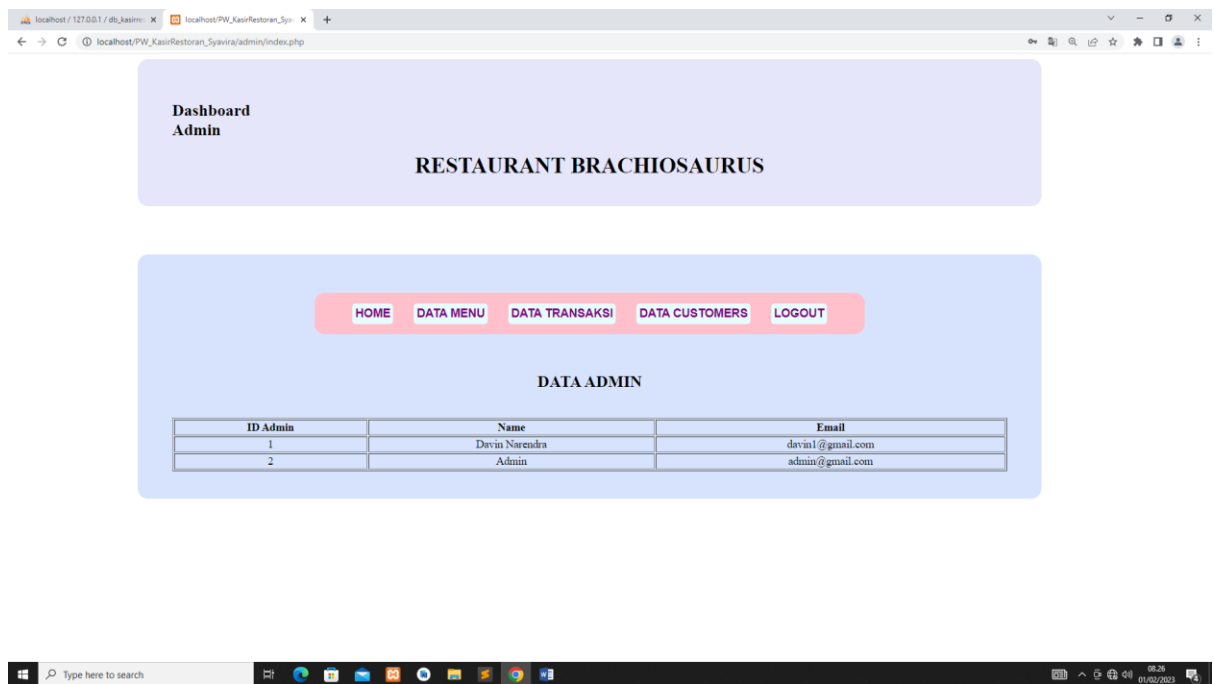 localhost / 127.0.0.1 / db_kasirres
localhost/PW_KasirRestoran_Sya
localhost/PW_KasirRestoran_Syavira/admin/index.php
Dashboard
Admin
RESTAURANT BRACHIOSAURUS
HOME DATA MENU DATA TRANSAKSI DATA CUSTOMERS LOGOUT
DATA ADMIN
ID Admin Name Email
1 Davin Narendra davin1@gmail.com
2 Admin admin@gmail.com
Type here to search
08.26
01/02/2023